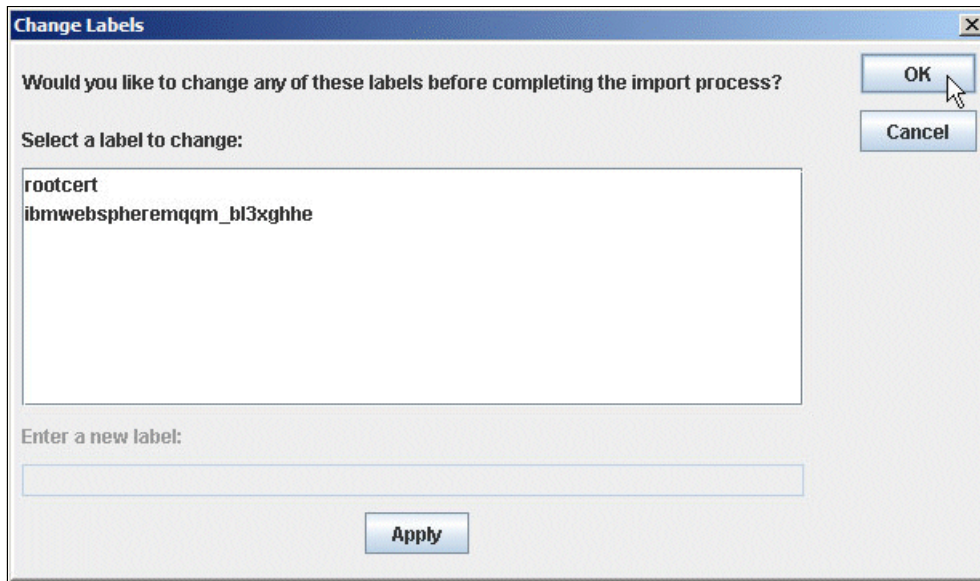 Change Labels
Would you like to change any of these labels before completing the import process?
OK
Cancel
Select a label to change:
rootcert
ibmwebspheremqqm_bl3xghhe
Enter a new label:
Apply